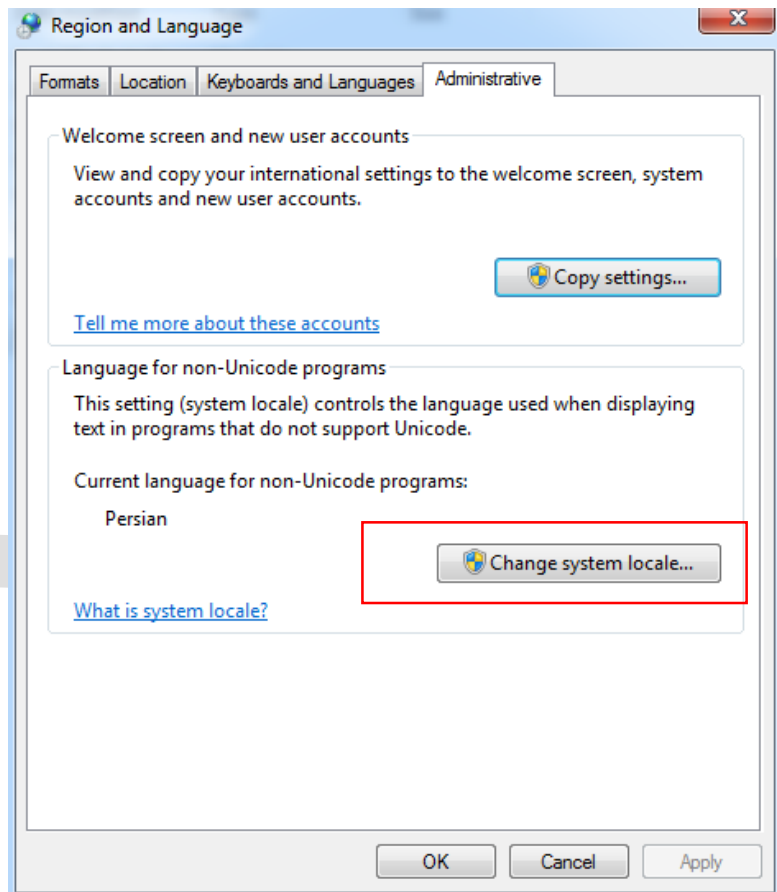 Region and Language
Formats Location Keyboards and Languages Administrative
Welcome screen and new user accounts
View and copy your international settings to the welcome screen, system
accounts and new user accounts.
Copy settings...
Tell me more about these accounts
Language for non-Unicode programs
This setting (system locale) controls the language used when displaying
text in programs that do not support Unicode.
Current language for non-Unicode programs:
Persian
Change system locale...
What is system locale?
OK Cancel Apply